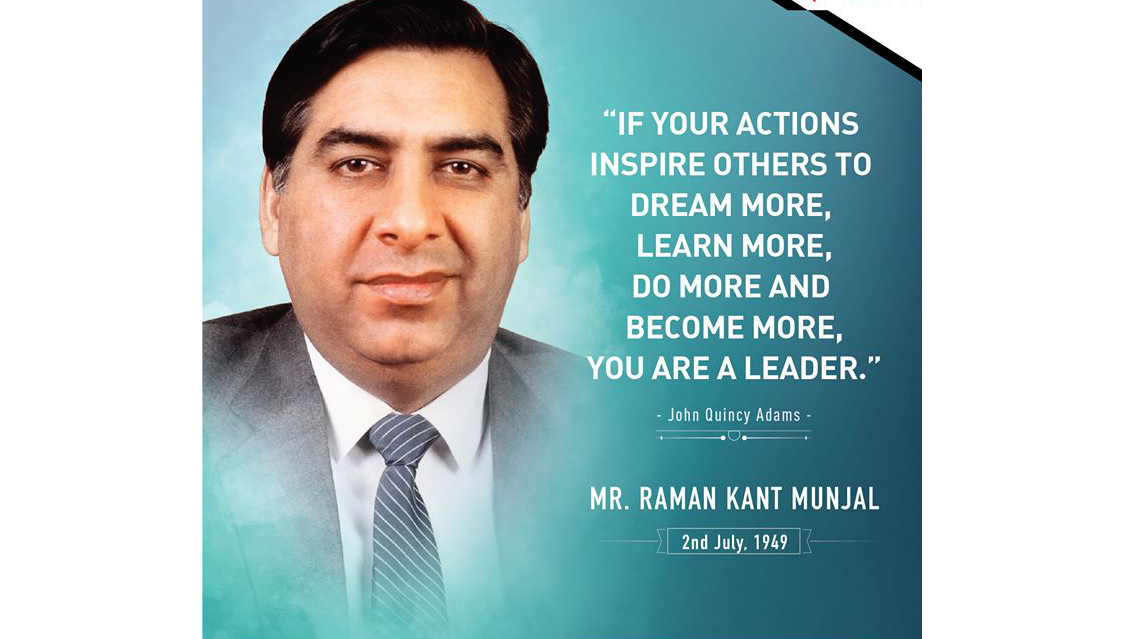 “IF YOUR ACTIONS
INSPIRE OTHERS TO
DREAM MORE,
LEARN MORE,
DO MORE AND
BECOME MORE,
YOU ARE A LEADER.”
- John Quincy Adams -
MR. RAMAN KANT MUNJAL
2nd July, 1949